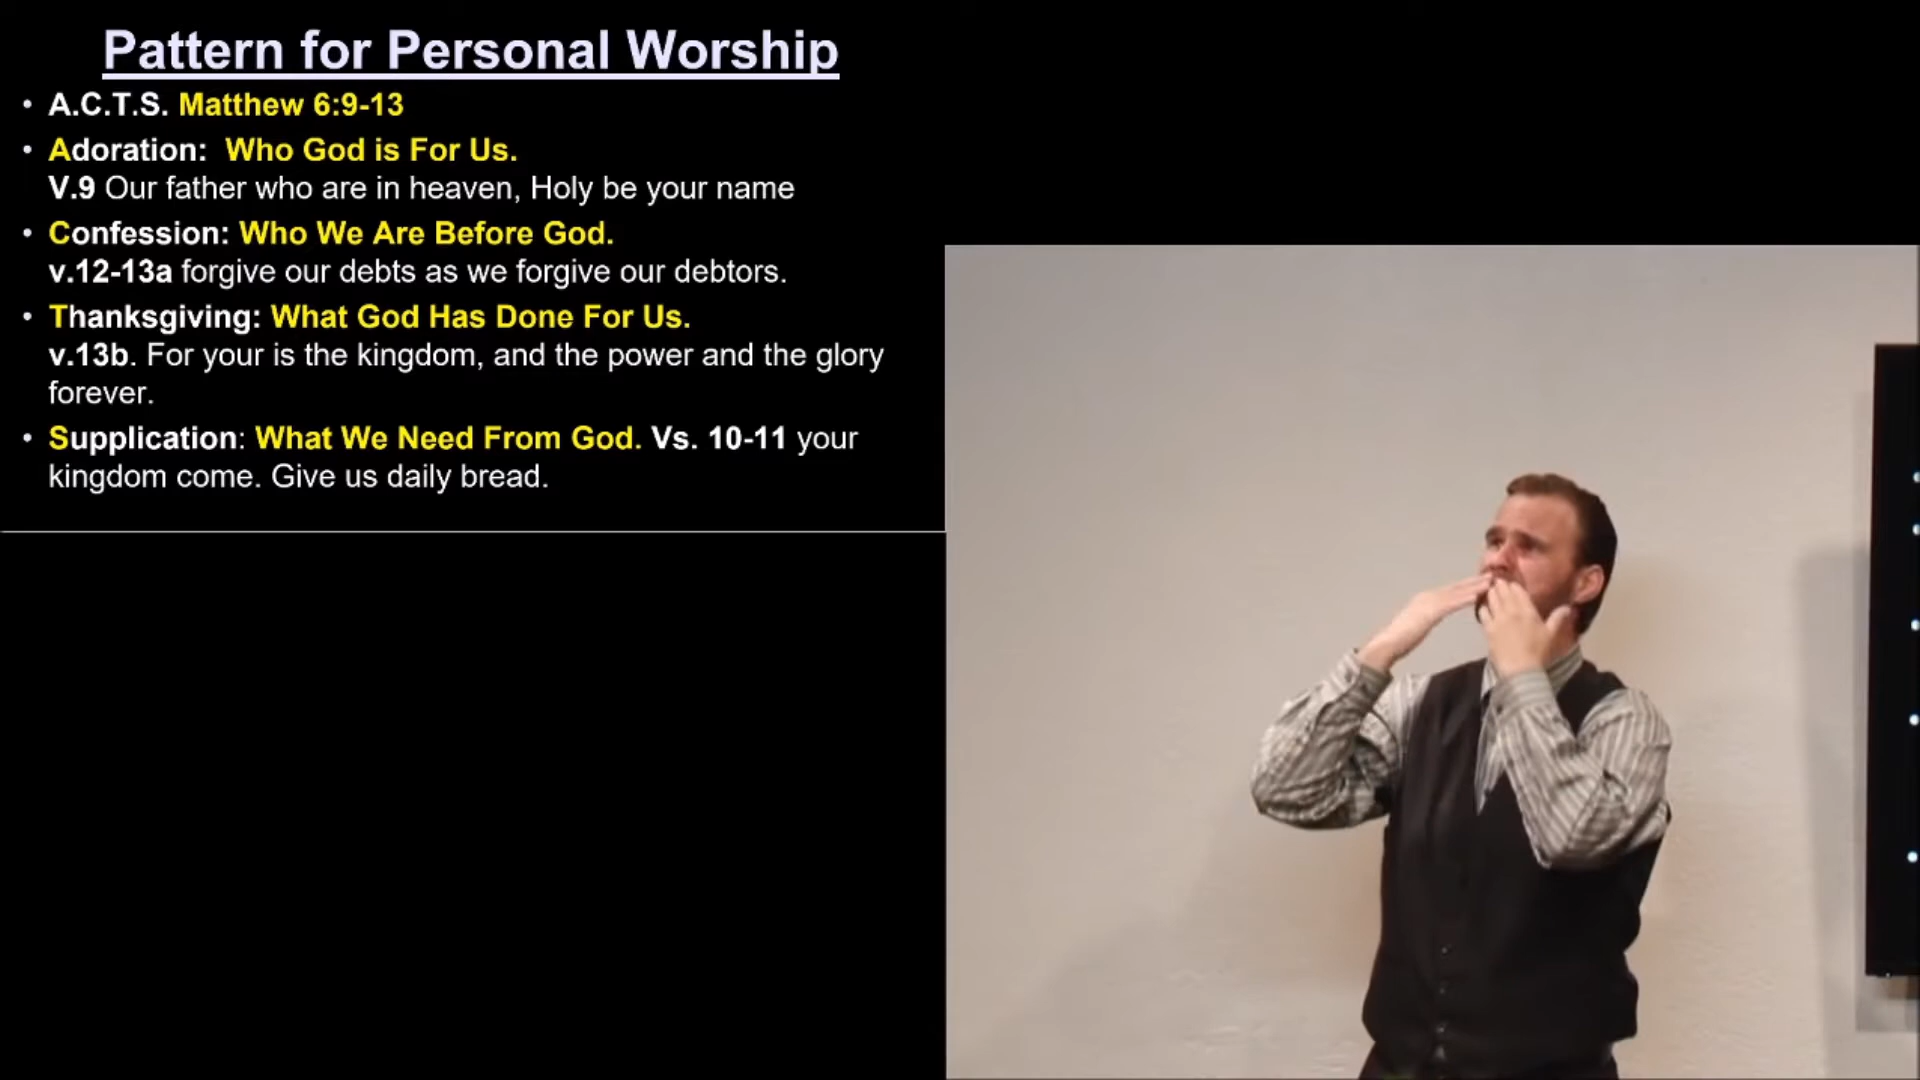 Pattern for Personal Worship
• A.C.T.S. Matthew 6:9-13
• Adoration:  Who God is For Us.
V.9 Our father who are in heaven, Holy be your name
• Confession: Who We Are Before God.
v.12-13a forgive our debts as we forgive our debtors.
• Thanksgiving: What God Has Done For Us.
v.13b. For your is the kingdom, and the power and the glory
forever.
• Supplication: What We Need From God. Vs. 10-11 your
kingdom come. Give us daily bread.